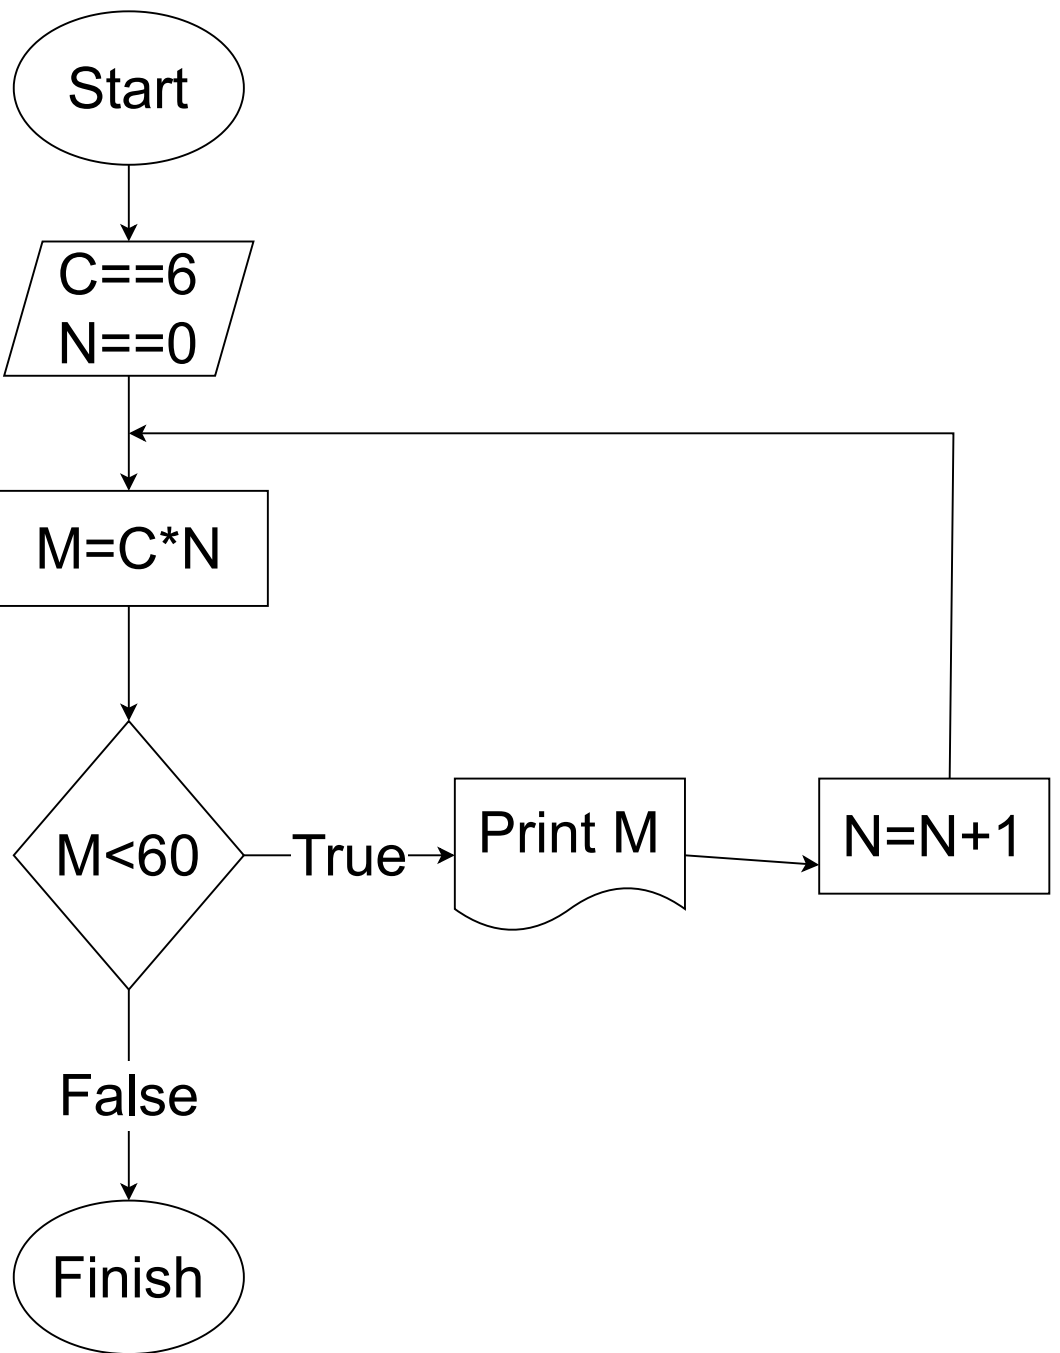 Start
C==6
N==0
M=C*N
M<60
True
Print M
N=N+1
False
Finish